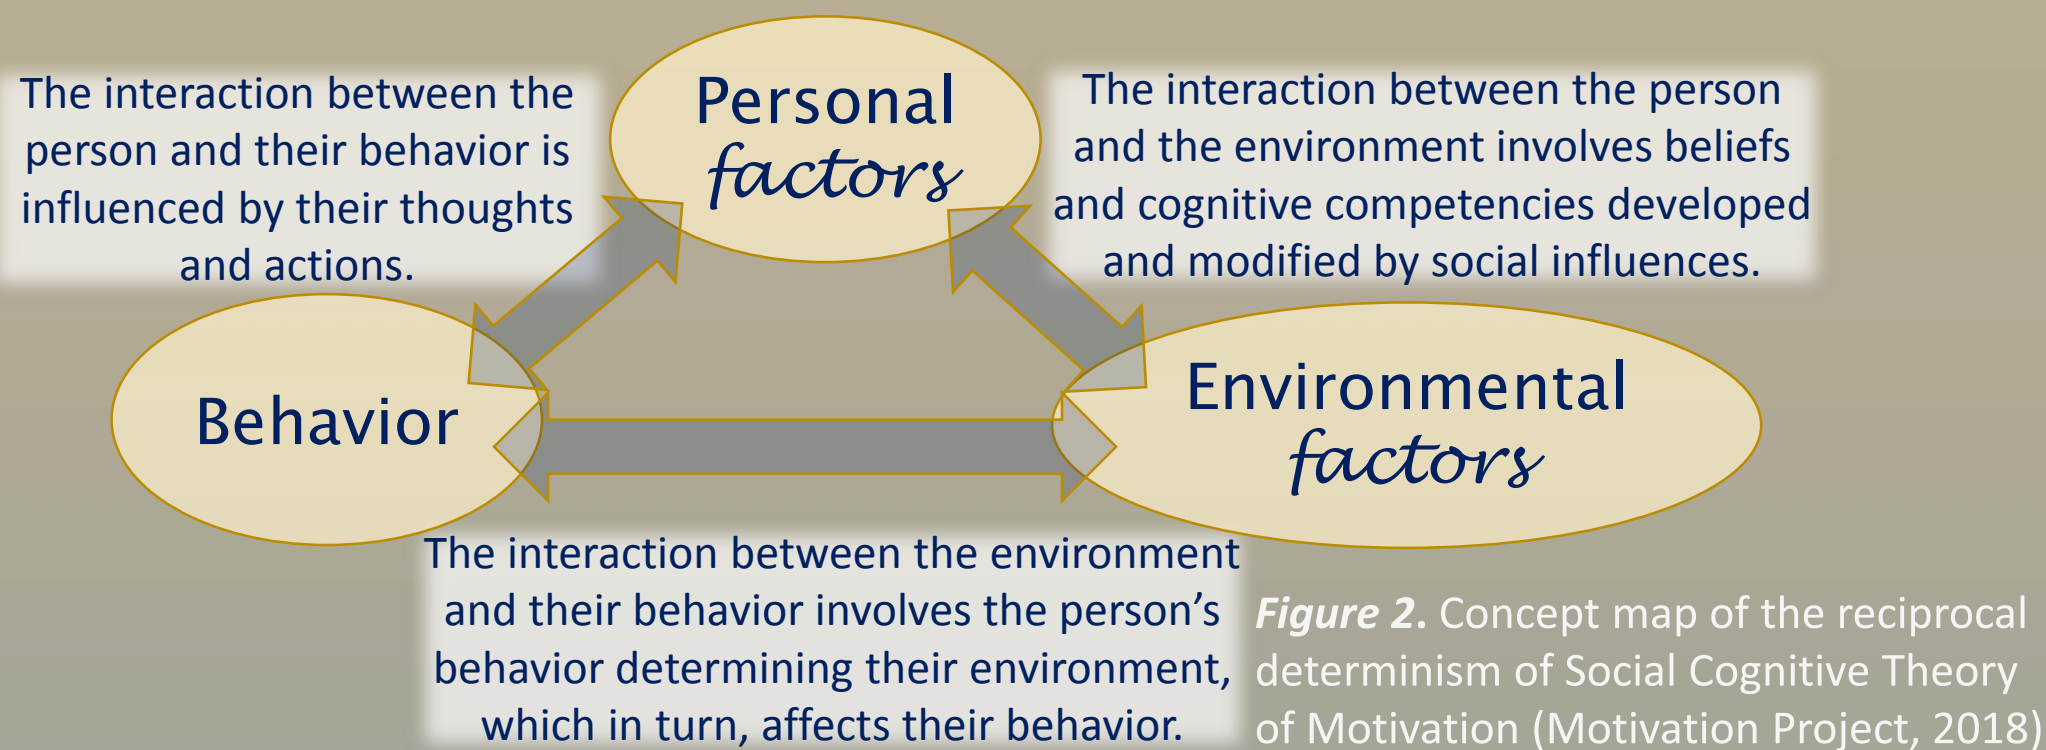 The interaction between the
person and their behavior is
influenced by their thoughts
and actions.
Personal
factors
The interaction between the person
and the environment involves beliefs
and cognitive competencies developed
and modified by social influences.
Behavior
Environmental
factors
The interaction between the environment
and their behavior involves the person’s
behavior determining their environment,
which in turn, affects their behavior.
Figure 2. Concept map of the reciprocal
determinism of Social Cognitive Theory
of Motivation (Motivation Project, 2018)